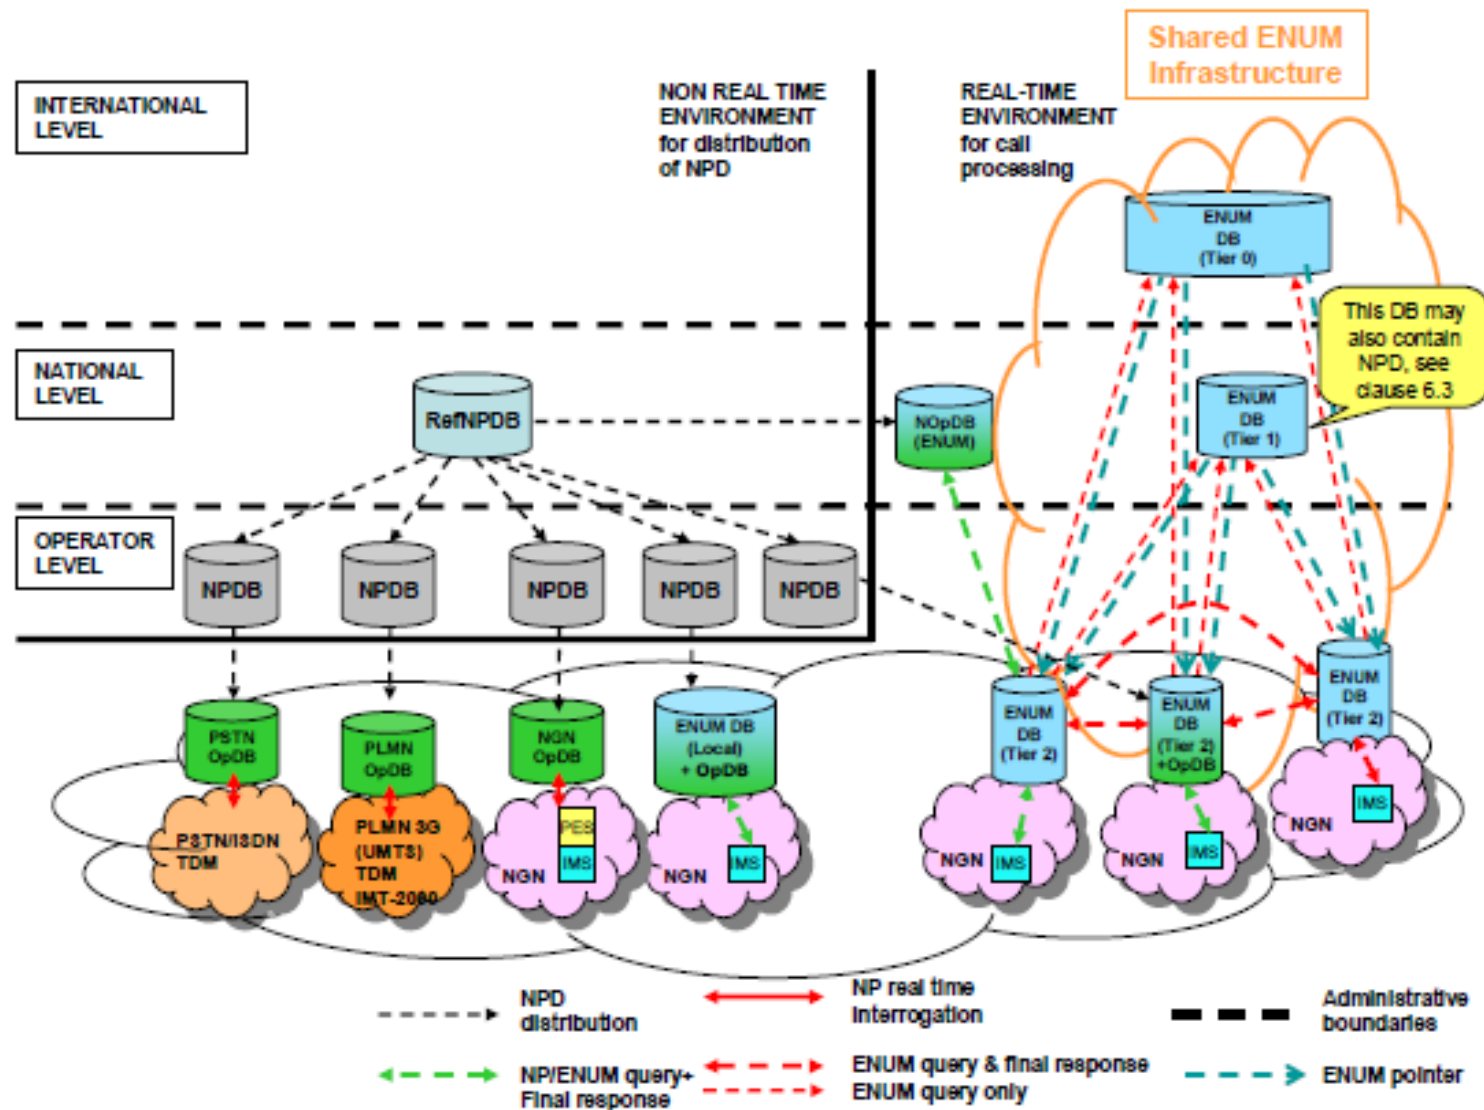 Shared ENUM
Infrastructure
INTERNATIONAL
LEVEL
NON REAL TIME
ENVIRONMENT
for distribution
of NPD
REAL-TIME
ENVIRONMENT
for call
processing
ENUM
DB
(Tier 0)
This DB may
also contain
NPD, see
clause 6.3
NATIONAL
LEVEL
RefNPDB
NOpDB
(ENUM)
ENUM
DB
(Tier 1)
OPERATOR
LEVEL
NPDB
NPDB
NPDB
NPDB
NPDB
PSTN
OpDB
PLMN
OpDB
NGN
OpDB
ENUM DB
(Local)
+ OpDB
ENUM
DB
(Tier 2)
ENUM
DB
(Tier 2)
+OpDB
ENUM
DB
(Tier 2)
PSTN/ISDN
TDM
PLMN 3G
(UMTS)
TDM
IMT-2000
PES
IMS
NGN
IMS
NGN
NGN
IMS
NGN
IMS
NGN
IMS
NPD
distribution
NP real time
Interrogation
Administrative
boundaries
NP/ENUM query+
Final response
ENUM query & final response
ENUM query only
ENUM pointer